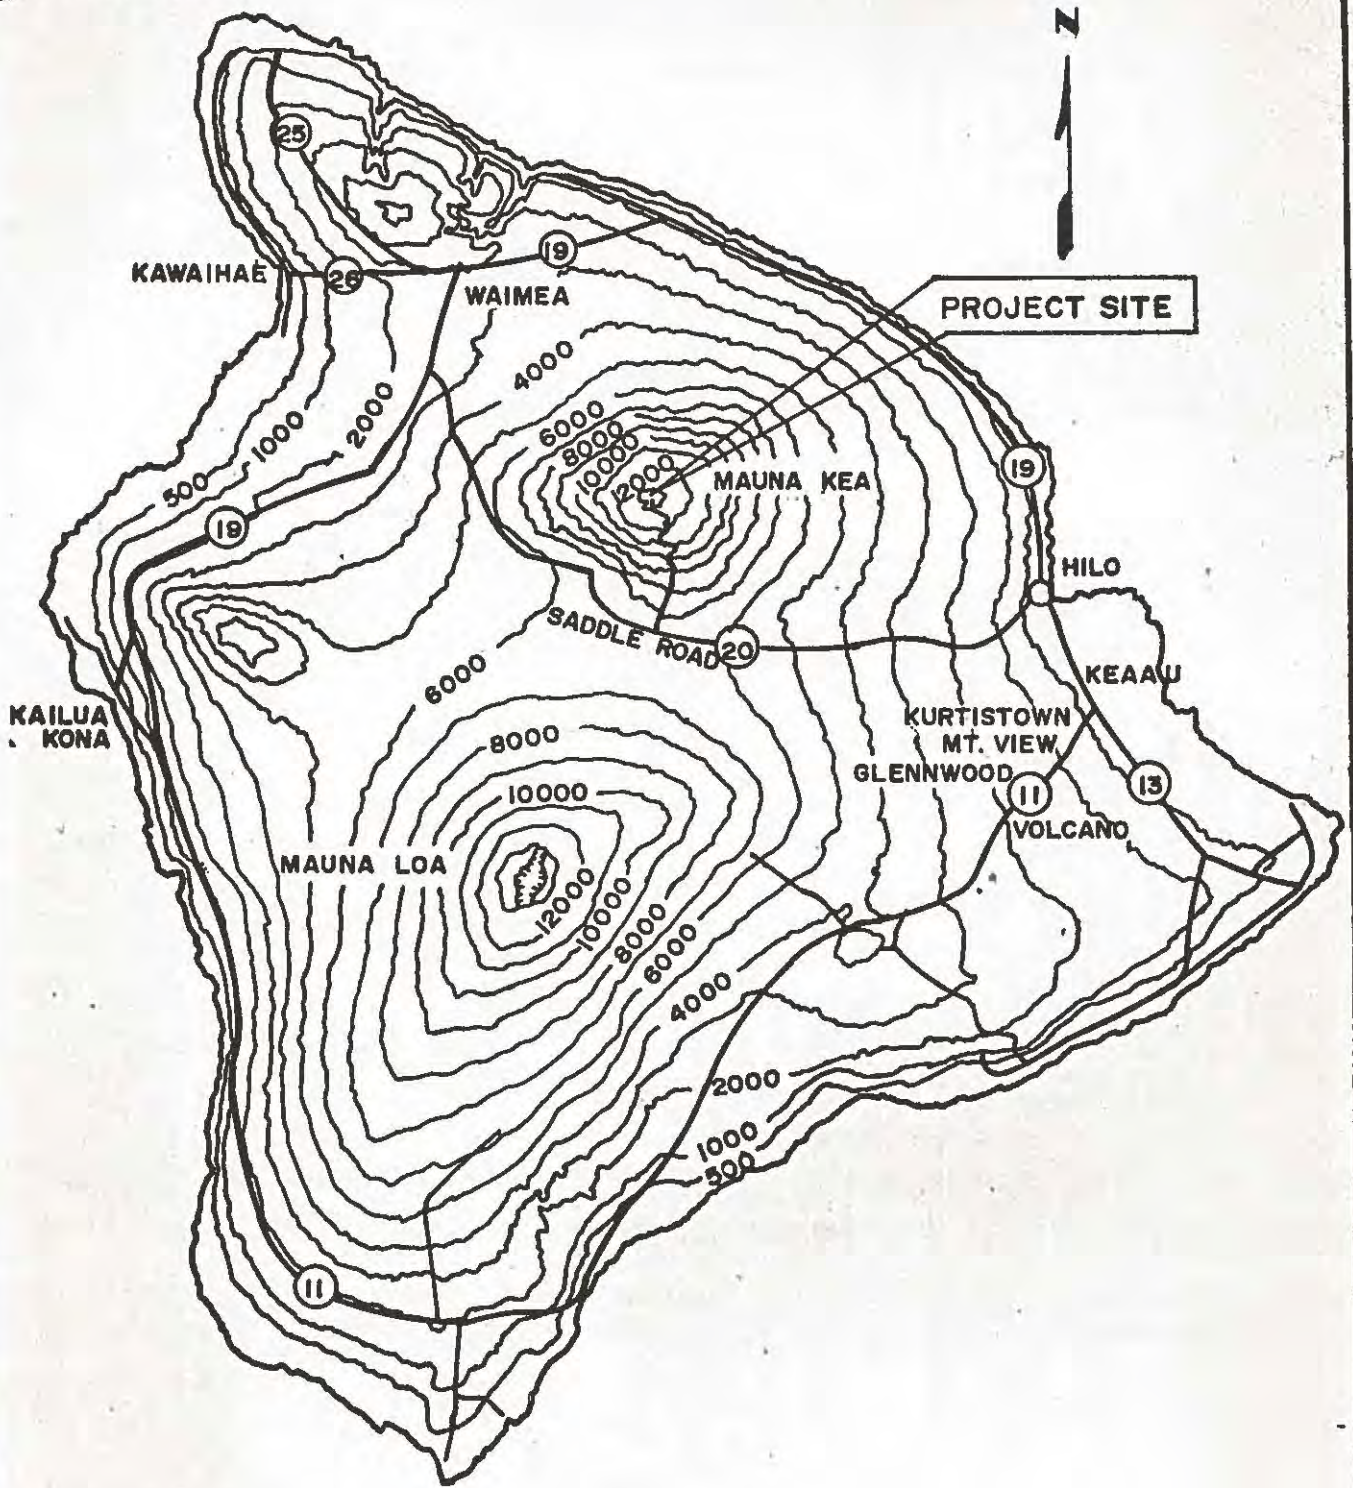 N
25
19
KAWAIHAE
26
WAIMEA
PROJECT SITE
4000
2000
1000
500
6000
8000
10000
12000
MAUNA KEA
19
19
HILO
SADDLE ROAD
20
6000
KEAAU
KAILUA
KONA
KURTISTOWN
MT. VIEW
GLENNWOOD
8000
10000
11
13
VOLCANO
MAUNA LOA
12000
10000
8000
6000
4000
2000
1000
500
11